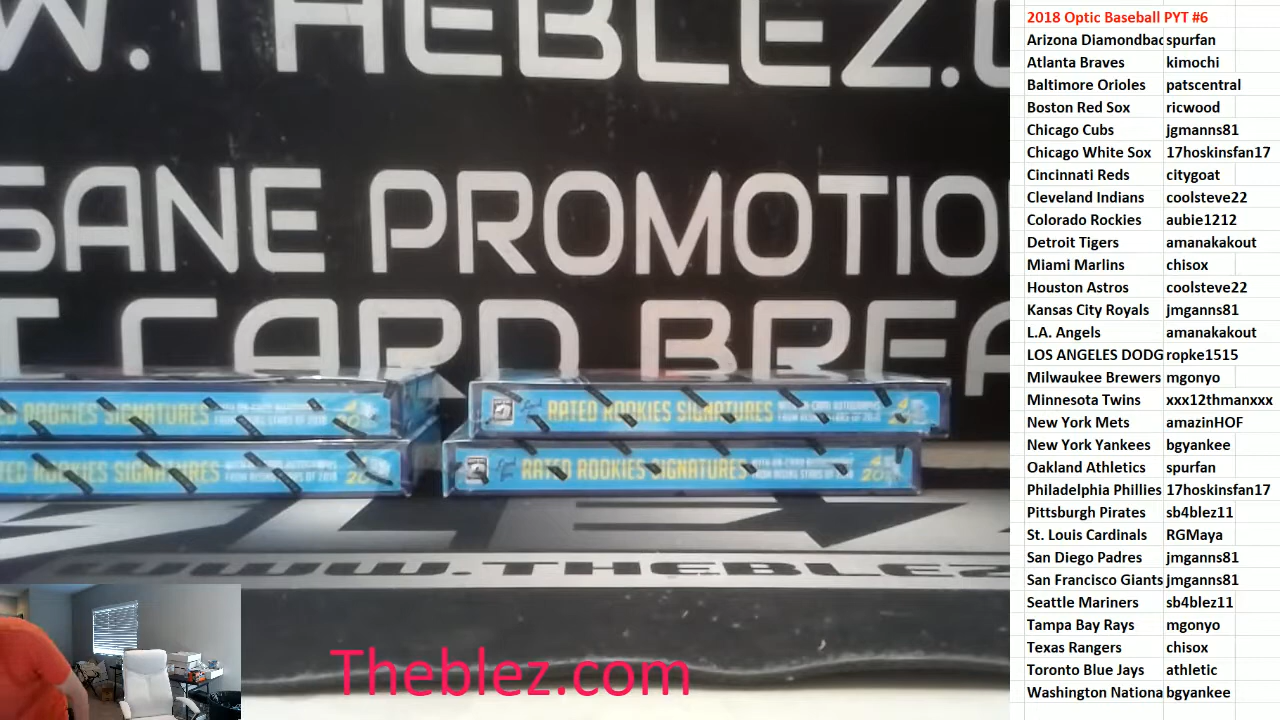 W.THEBLEZ.C
SANE PROMOTIO
T CARD BREA
RATED ROOKIES SIGNATURES
ROOKIES SIGNATURES
RATED ROOKIES SIGNATURES
TED ROOKIES SIGNATURES
WWW.THEBLEZ
Theblez.com
2018 Optic Baseball PYT #6
Arizona Diamondbac spurfan
Atlanta Braves kimochi
Baltimore Orioles patscentral
Boston Red Sox ricwood
Chicago Cubs jgmanns81
Chicago White Sox 17hoskinsfan17
Cincinnati Reds citygoat
Cleveland Indians coolsteve22
Colorado Rockies aubie1212
Detroit Tigers amanakakout
Miami Marlins chisox
Houston Astros coolsteve22
Kansas City Royals jmganns81
L.A. Angels amanakakout
LOS ANGELES DODG ropke1515
Milwaukee Brewers mgonyo
Minnesota Twins xxx12thmanxxx
New York Mets amazinHOF
New York Yankees bgyankee
Oakland Athletics spurfan
Philadelphia Phillies 17hoskinsfan17
Pittsburgh Pirates sb4blez11
St. Louis Cardinals RGMaya
San Diego Padres jmganns81
San Francisco Giants jmganns81
Seattle Mariners sb4blez11
Tampa Bay Rays mgonyo
Texas Rangers chisox
Toronto Blue Jays athletic
Washington Nationa bgyankee